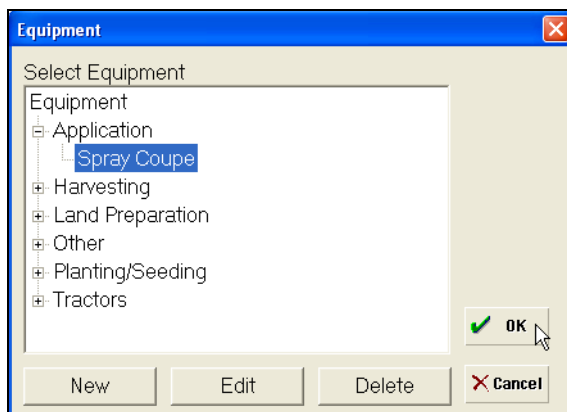 Equipment
Select Equipment
Equipment
Application
Spray Coupe
Harvesting
Land Preparation
Other
Planting/Seeding
Tractors
OK
New Edit Delete Cancel